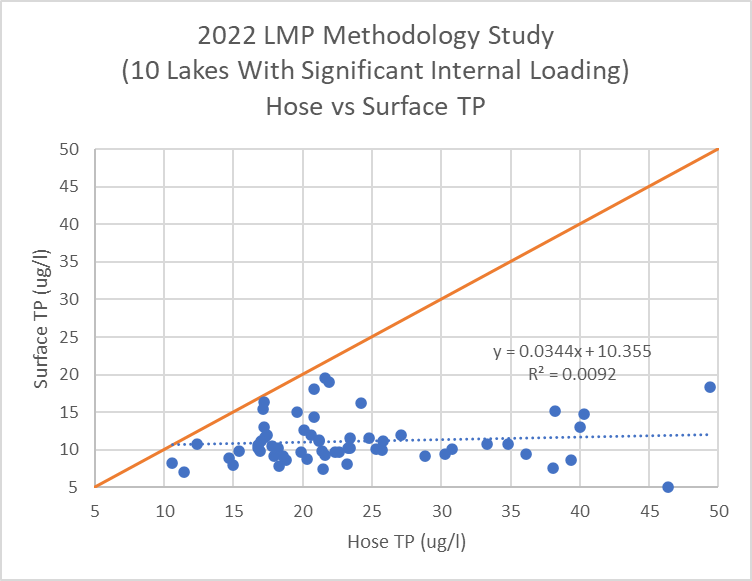 2022 LMP Methodology Study
(10 Lakes With Significant Internal Loading)
Hose vs Surface TP
50
45
40
35
30
25
20
15
10
5
Surface TP (ug/l)
y = 0.0344x + 10.355
R² = 0.0092
5 10 15 20 25 30 35 40 45 50
Hose TP (ug/l)